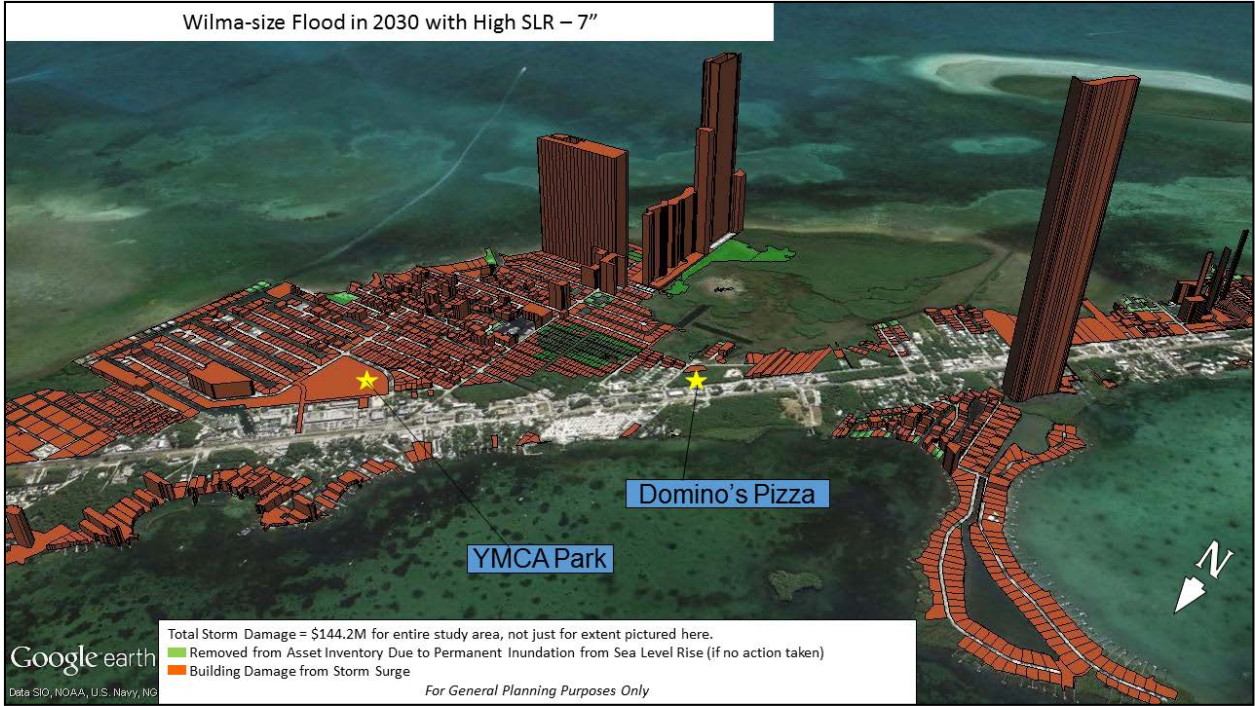 Wilma-size Flood in 2030 with High SLR – 7”
Domino’s Pizza
YMCA Park
N
Total Storm Damage = $144.2M for entire study area, not just for extent pictured here.
Removed from Asset Inventory Due to Permanent Inundation from Sea Level Rise (if no action taken)
Building Damage from Storm Surge
For General Planning Purposes Only
Google earth
Data SIO, NOAA, U.S. Navy, NG